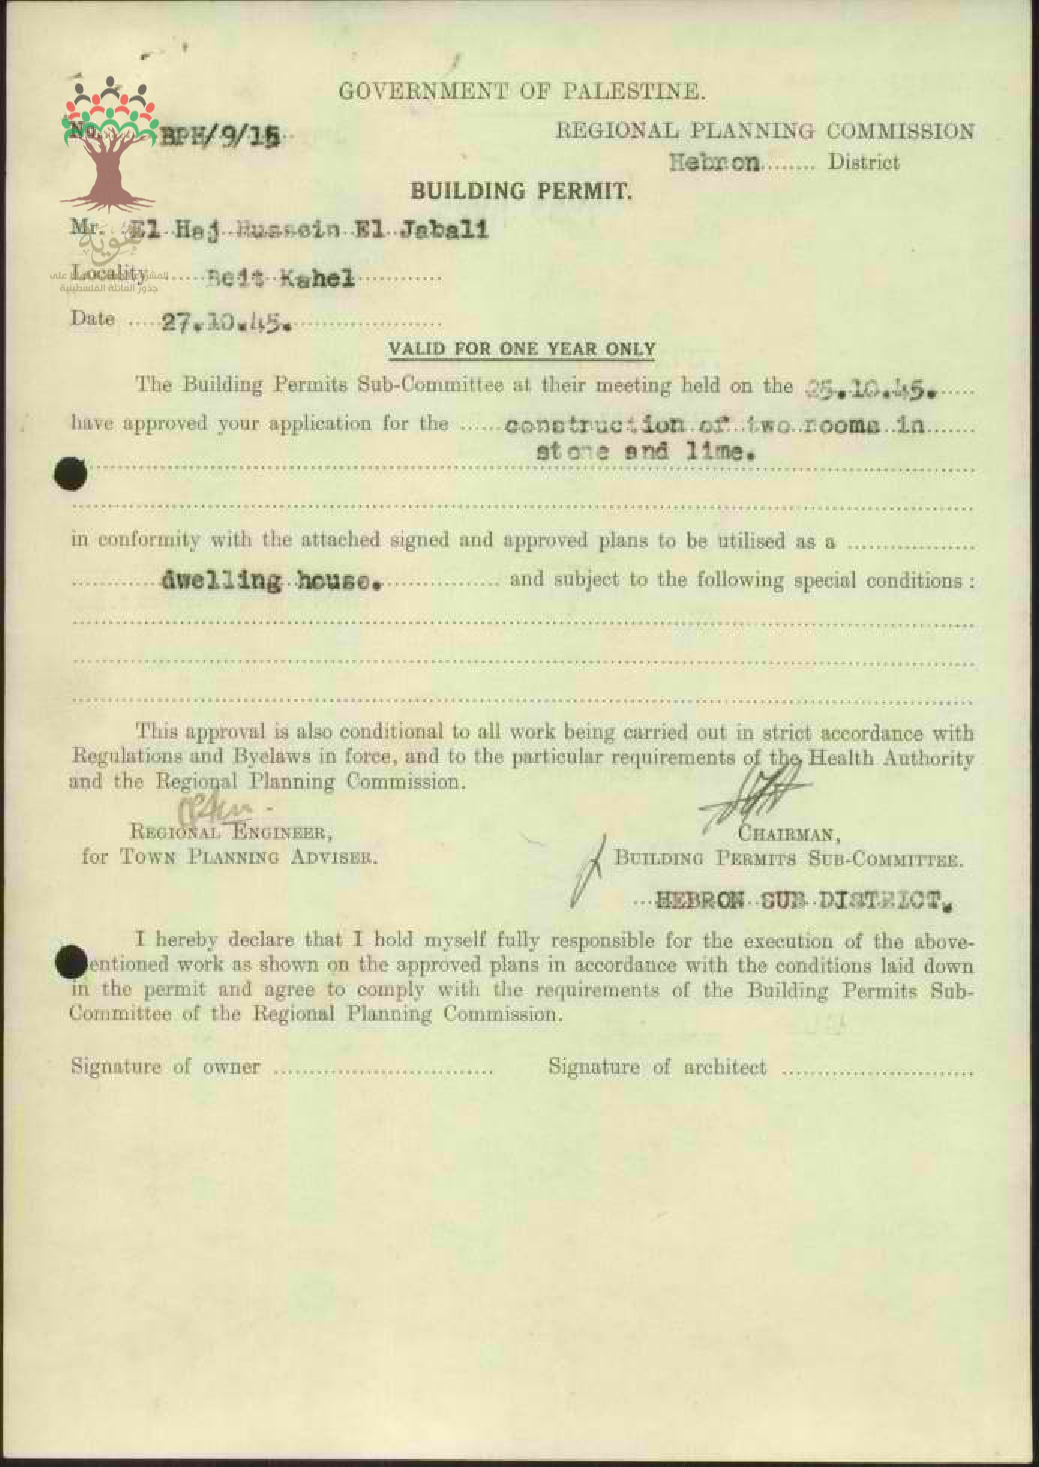 GOVERNMENT OF PALESTINE.
No. BPH/9/15
REGIONAL PLANNING COMMISSION
Hebron........ District
BUILDING PERMIT.
Mr. El Haj Hussein El Jabali
هوية
Locality ...... Beit Kahel ..............
جذور العائلة الفلسطينية
Date .... 27.10.45. ........................
VALID FOR ONE YEAR ONLY
The Building Permits Sub-Committee at their meeting held on the 25.10.45.
have approved your application for the ...... construction of two rooms in
stone and lime.
in conformity with the attached signed and approved plans to be utilised as a ..................
.............. dwelling house. .................. and subject to the following special conditions :
This approval is also conditional to all work being carried out in strict accordance with
Regulations and Byelaws in force, and to the particular requirements of the Health Authority
and the Regional Planning Commission.
REGIONAL ENGINEER,
for TOWN PLANNING ADVISER.
CHAIRMAN,
BUILDING PERMITS SUB-COMMITTEE.
HEBRON SUB DISTRICT.
I hereby declare that I hold myself fully responsible for the execution of the above-
entioned work as shown on the approved plans in accordance with the conditions laid down
in the permit and agree to comply with the requirements of the Building Permits Sub-
Committee of the Regional Planning Commission.
Signature of owner ..............................
Signature of architect ..........................